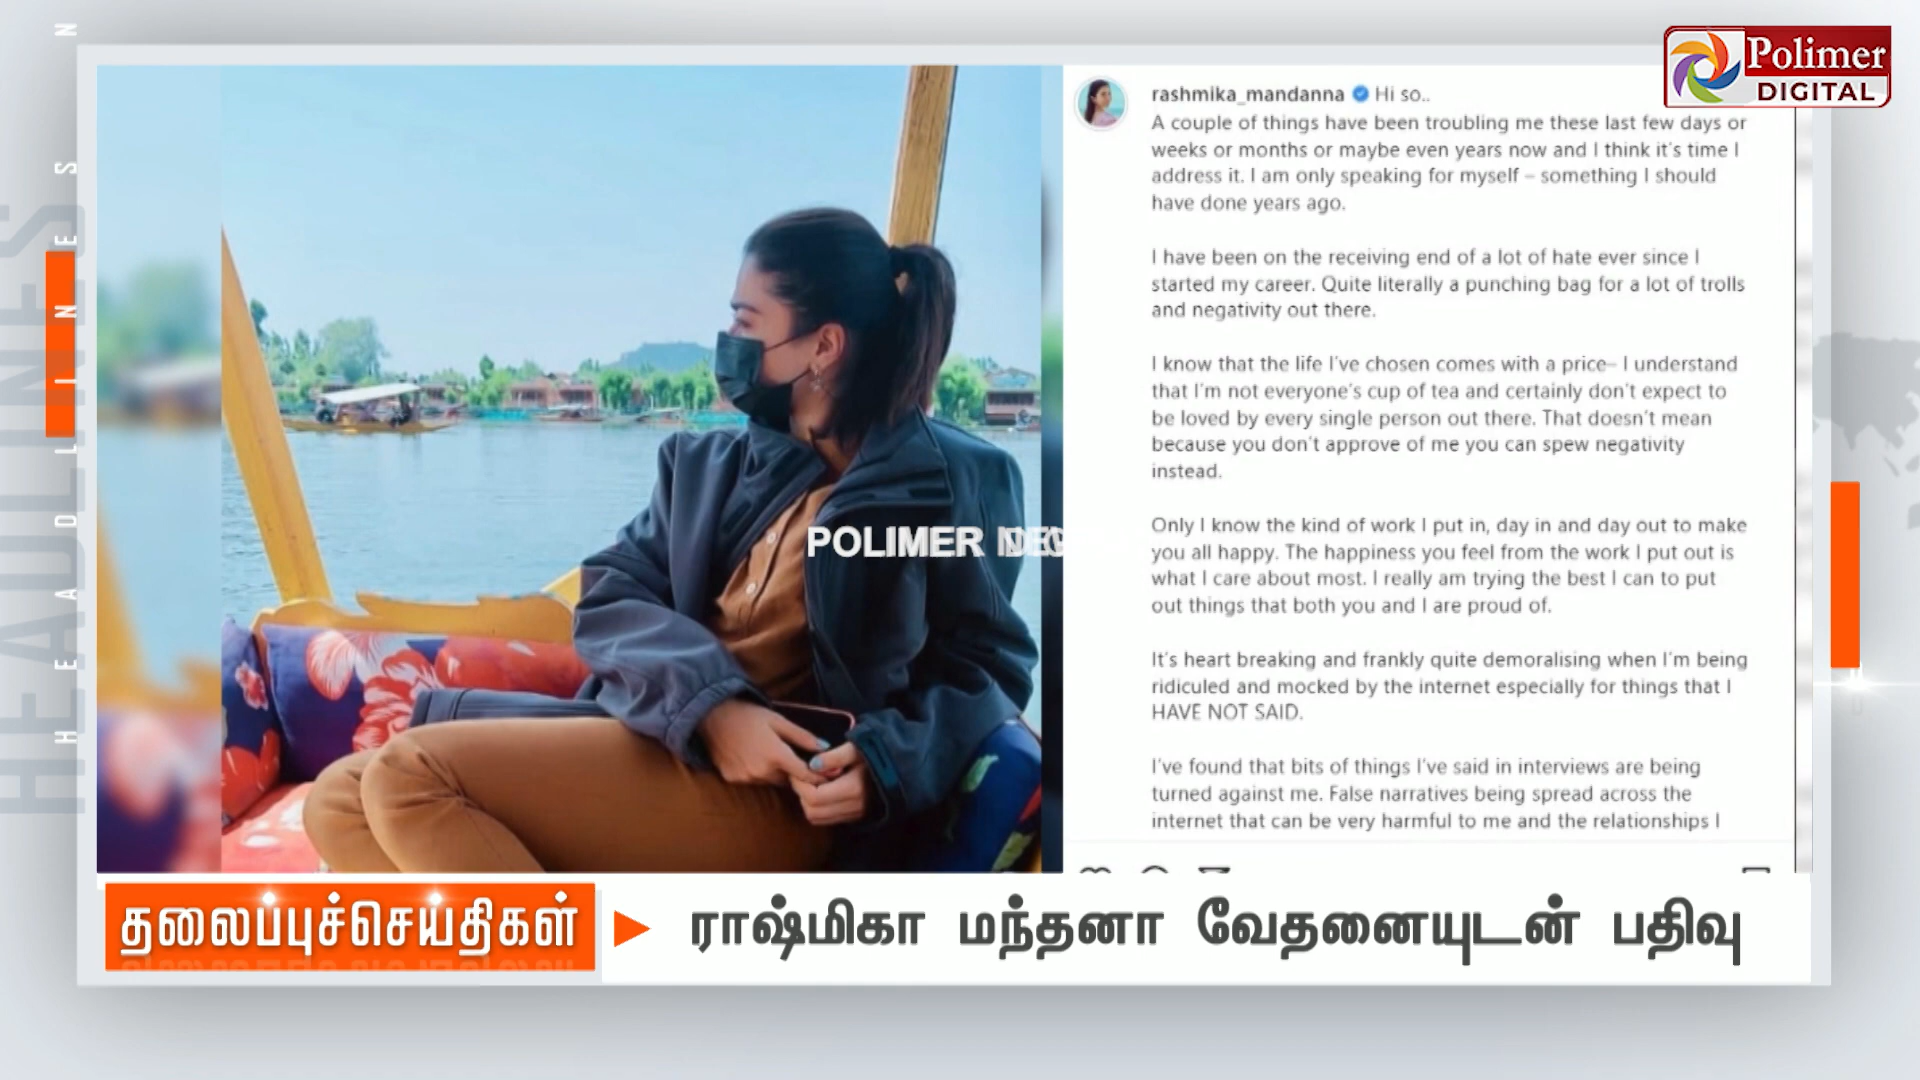 Polimer
DIGITAL
HEADLINES
HEADLINES
rashmika_mandanna Hi so..
A couple of things have been troubling me these last few days or
weeks or months or maybe even years now and I think it's time I
address it. I am only speaking for myself – something I should
have done years ago.
I have been on the receiving end of a lot of hate ever since I
started my career. Quite literally a punching bag for a lot of trolls
and negativity out there.
I know that the life I've chosen comes with a price– I understand
that I'm not everyone's cup of tea and certainly don't expect to
be loved by every single person out there. That doesn't mean
because you don't approve of me you can spew negativity
instead.
Only I know the kind of work I put in, day in and day out to make
you all happy. The happiness you feel from the work I put out is
what I care about most. I really am trying the best I can to put
out things that both you and I are proud of.
It's heart breaking and frankly quite demoralising when I'm being
ridiculed and mocked by the internet especially for things that I
HAVE NOT SAID.
I've found that bits of things I've said in interviews are being
turned against me. False narratives being spread across the
internet that can be very harmful to me and the relationships I
POLIMER
தலைப்புச்செய்திகள்
ராஷ்மிகா மந்தனா வேதனையுடன் பதிவு